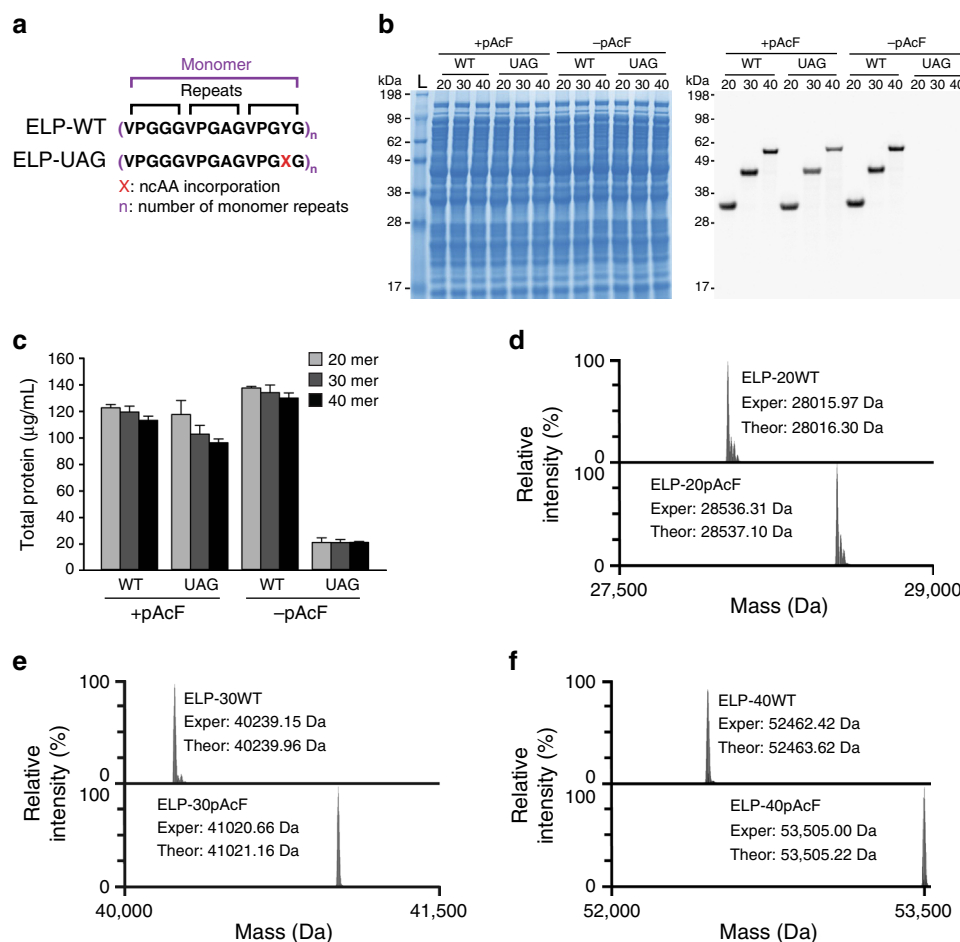 a
Monomer
Repeats
ELP-WT (VPGGGVPGAGVPGYG)n
ELP-UAG (VPGGGVPGAGVPGXG)n
X: ncAA incorporation
n: number of monomer repeats
b
+pAcF –pAcF
WT UAG WT UAG
kDa L 20 30 40 20 30 40 20 30 40 20 30 40
198
98
62
49
38
28
17
+pAcF –pAcF
WT UAG WT UAG
kDa 20 30 40 20 30 40 20 30 40 20 30 40
198
98
62
49
38
28
17
c
Total protein (µg/mL)
160
140
120
100
80
60
40
20
0
20 mer
30 mer
40 mer
WT UAG WT UAG
+pAcF –pAcF
d
Relative
intensity (%)
100
0
100
0
ELP-20WT
Exper: 28015.97 Da
Theor: 28016.30 Da
ELP-20pAcF
Exper: 28536.31 Da
Theor: 28537.10 Da
27,500 29,000
Mass (Da)
e
Relative
intensity (%)
100
0
100
0
ELP-30WT
Exper: 40239.15 Da
Theor: 40239.96 Da
ELP-30pAcF
Exper: 41020.66 Da
Theor: 41021.16 Da
40,000 41,500
Mass (Da)
f
Relative
intensity (%)
100
0
100
0
ELP-40WT
Exper: 52462.42 Da
Theor: 52463.62 Da
ELP-40pAcF
Exper: 53,505.00 Da
Theor: 53,505.22 Da
52,000 53,500
Mass (Da)